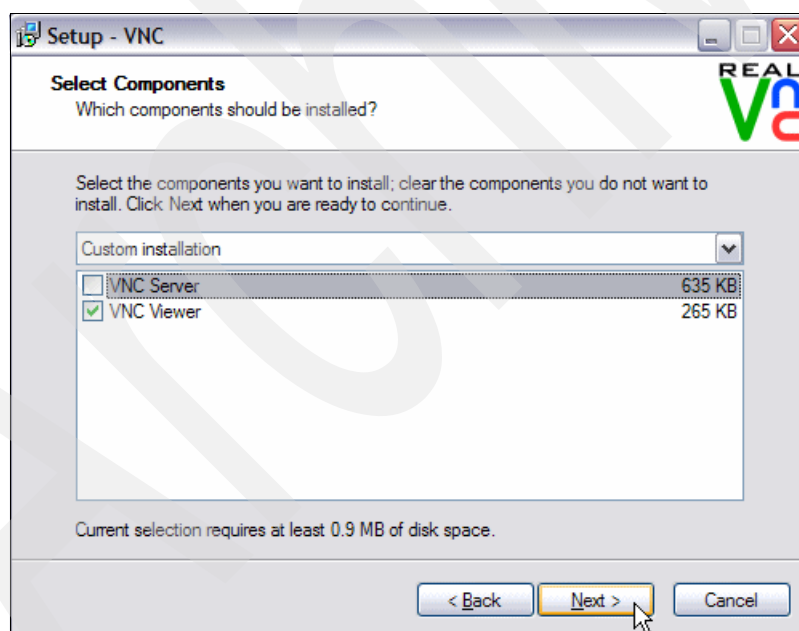 Setup - VNC
Select Components
Which components should be installed?
REAL
vnc
Select the components you want to install; clear the components you do not want to
install. Click Next when you are ready to continue.
Custom installation
VNC Server 635 KB
VNC Viewer 265 KB
Current selection requires at least 0.9 MB of disk space.
< Back Next > Cancel